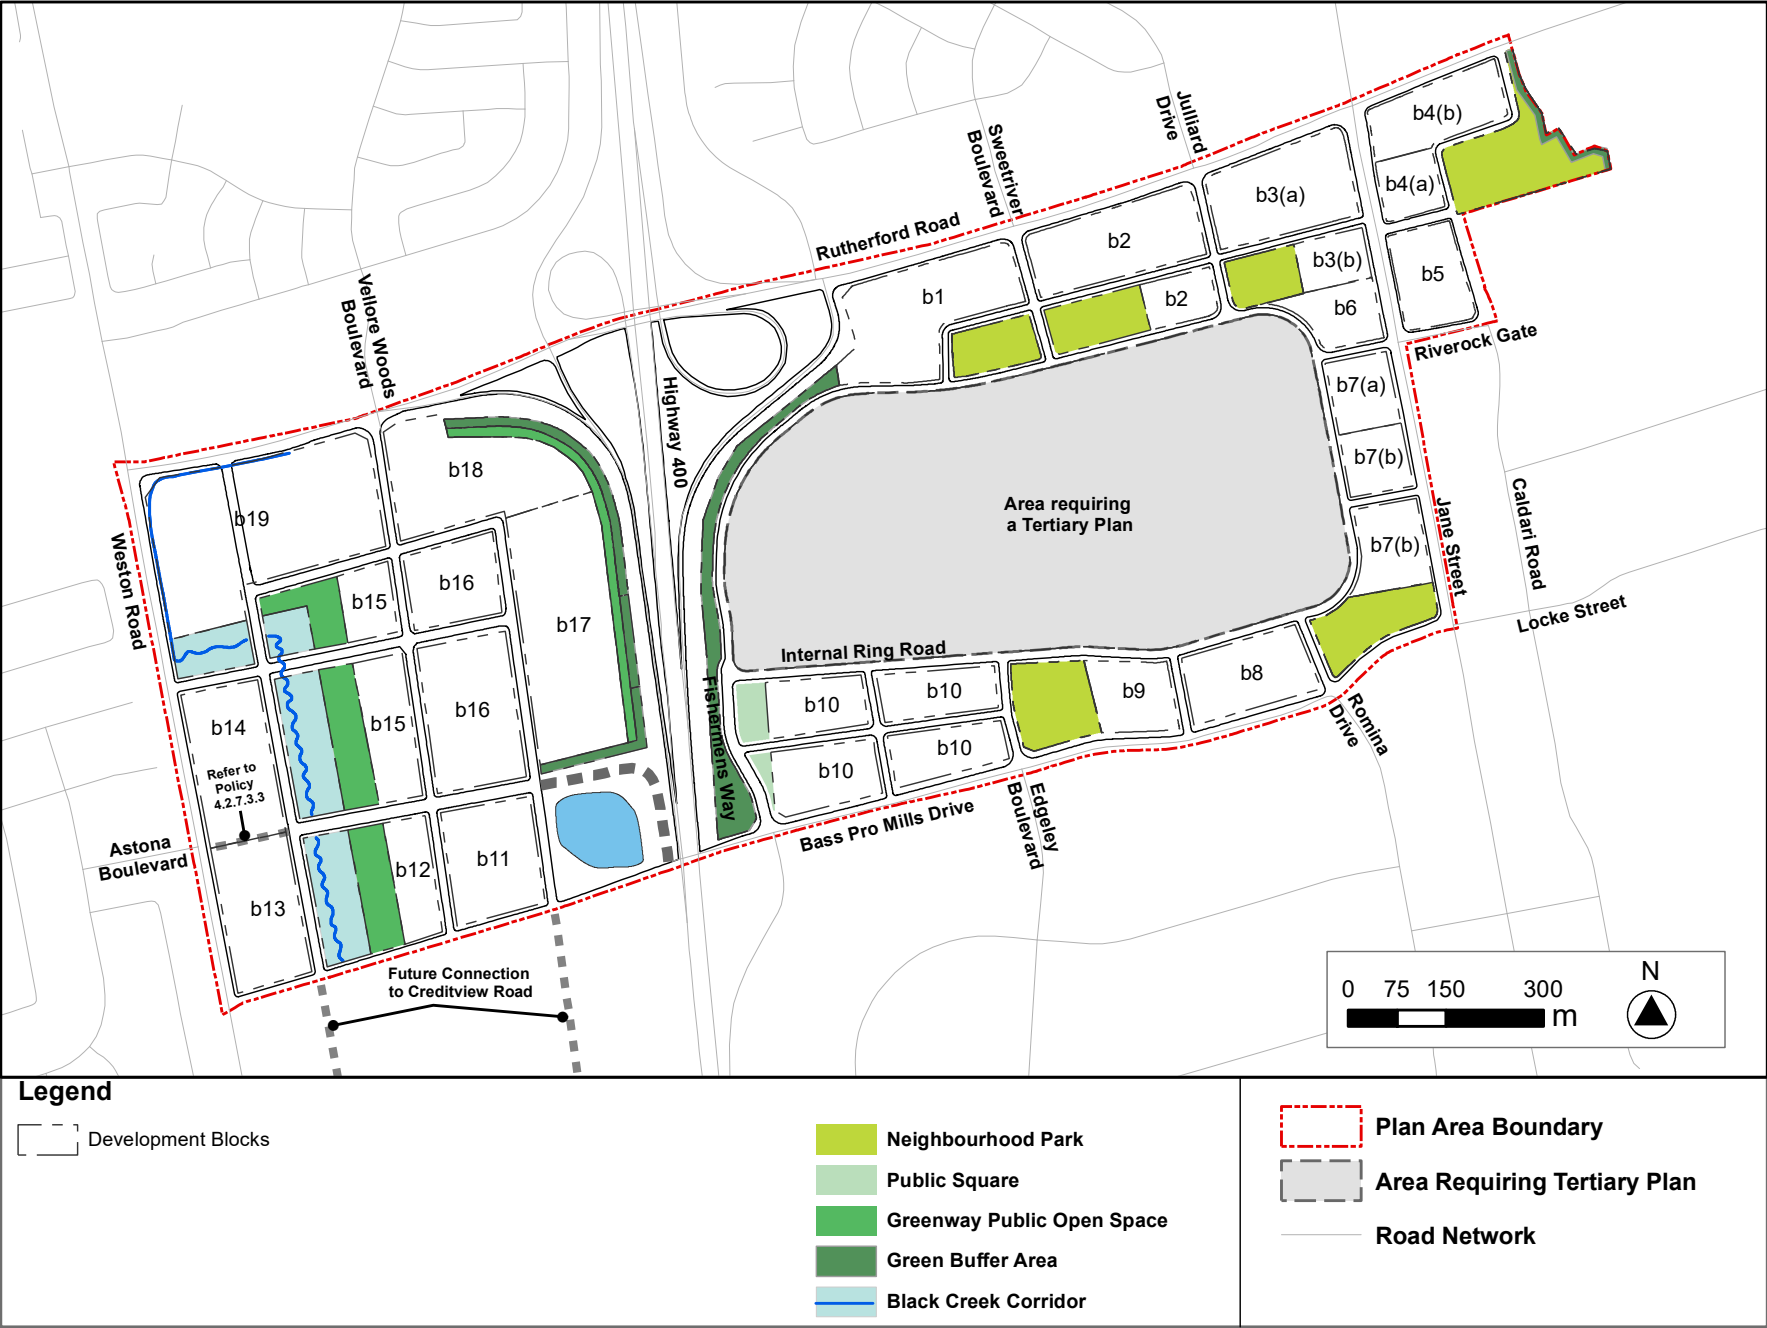 Julliard
Drive
Sweetriver
Boulevard
Rutherford Road
b4(b)
b4(a)
b3(a)
b2
b1
b3(b)
b2
b6
b5
Riverock Gate
Vellore Woods
Boulevard
Highway 400
b7(a)
b7(b)
b7(b)
Area requiring
a Tertiary Plan
Jane Street
Caldari Road
Locke Street
Weston Road
b19
b18
b15
b16
b17
b14
b15
b16
Refer to
Policy
4.2.7.3.3
Astona
Boulevard
b13
b12
b11
Internal Ring Road
Fishermens Way
b10
b10
b10
b10
b9
b8
Romina
Drive
Edgeley
Boulevard
Bass Pro Mills Drive
Future Connection
to Creditview Road
0 75 150 300
m
N
Legend
Development Blocks
Neighbourhood Park
Public Square
Greenway Public Open Space
Green Buffer Area
Black Creek Corridor
Plan Area Boundary
Area Requiring Tertiary Plan
Road Network